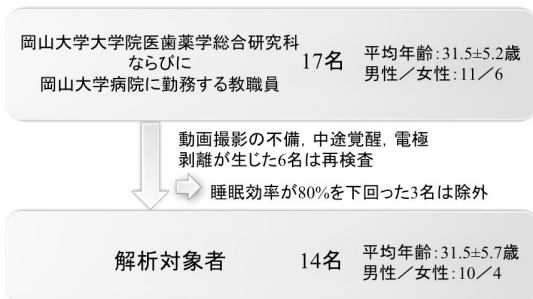 岡山大学大学院医歯薬学総合研究科
ならびに
岡山大学病院に勤務する教職員
17名
平均年齢:31.5±5.2歳
男性/女性:11/6
動画撮影の不備, 中途覚醒, 電極
剥離が生じた6名は再検査
睡眠効率が80%を下回った3名は除外
解析対象者
14名
平均年齢:31.5±5.7歳
男性/女性:10/4